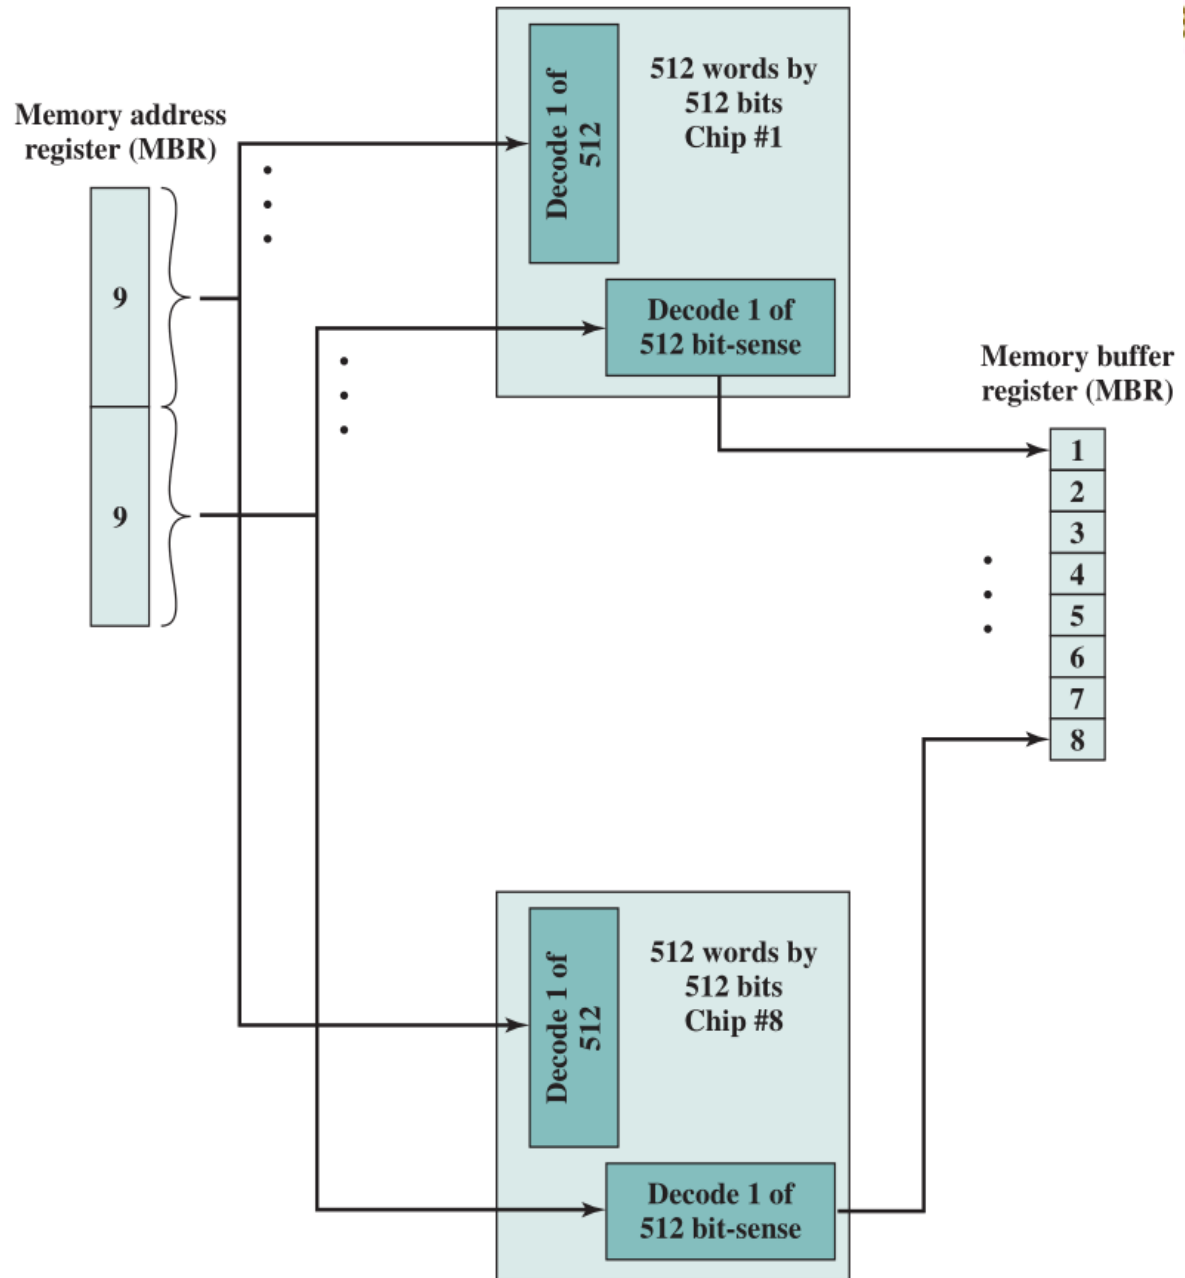 Memory address
register (MBR)
9
9
Decode 1 of
512
512 words by
512 bits
Chip #1
Decode 1 of
512 bit-sense
Memory buffer
register (MBR)
1
2
3
4
5
6
7
8
Decode 1 of
512
512 words by
512 bits
Chip #8
Decode 1 of
512 bit-sense